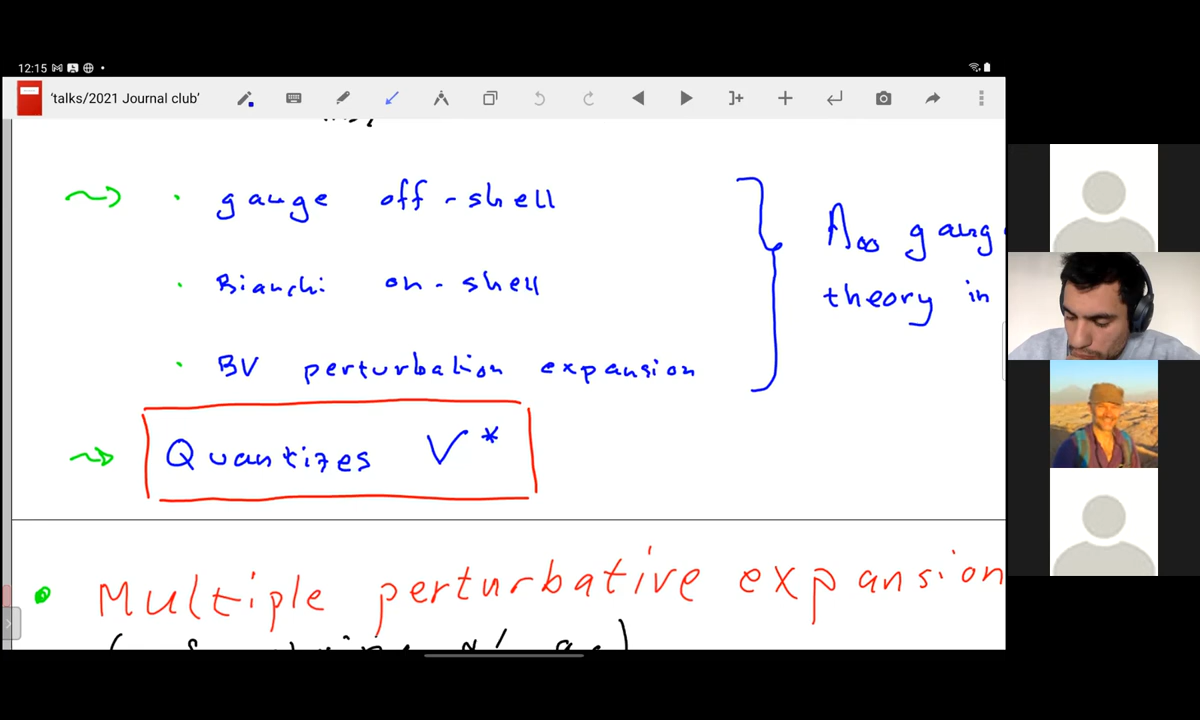 12:15
'talks/2021 Journal club'
gauge off-shell
Bianchi on-shell
BV perturbation expansion
A∞ gaug
theory in
Quantizes V*
Multiple perturbative expansion